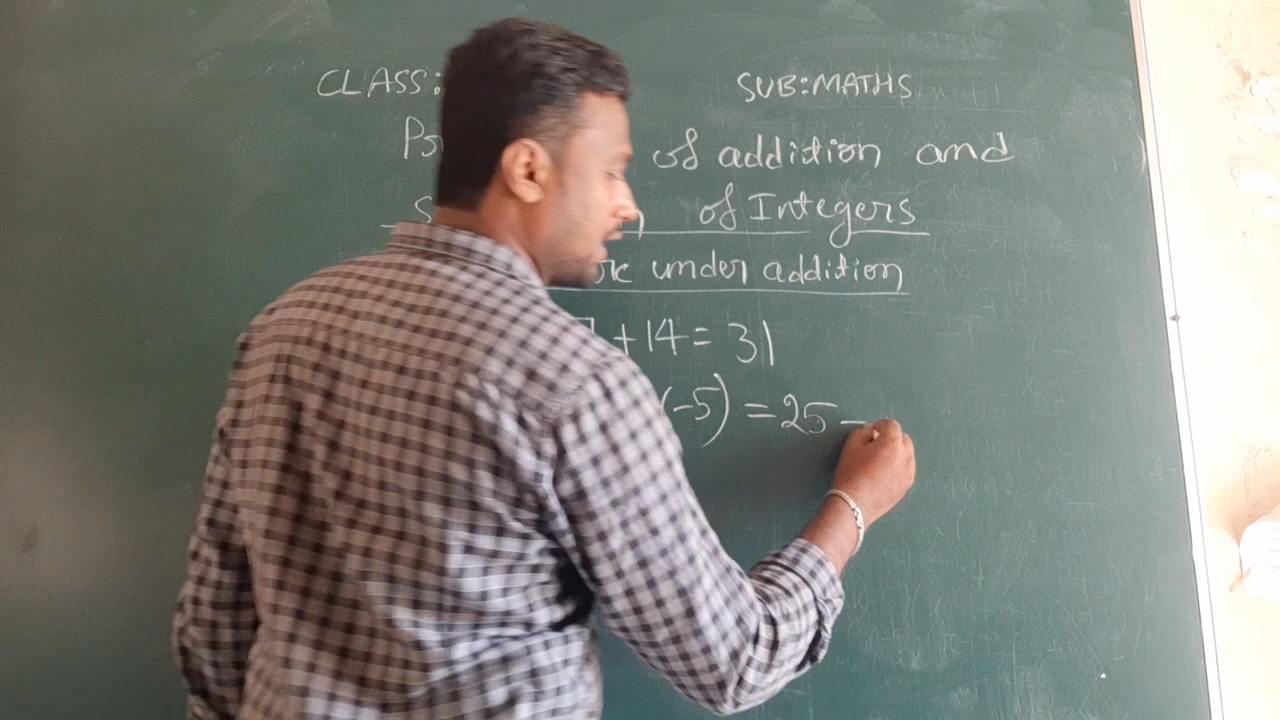 CLASS: SUB:MATHS
of addition and
of Integers
under addition
+14= 31
(-5) = 25 -